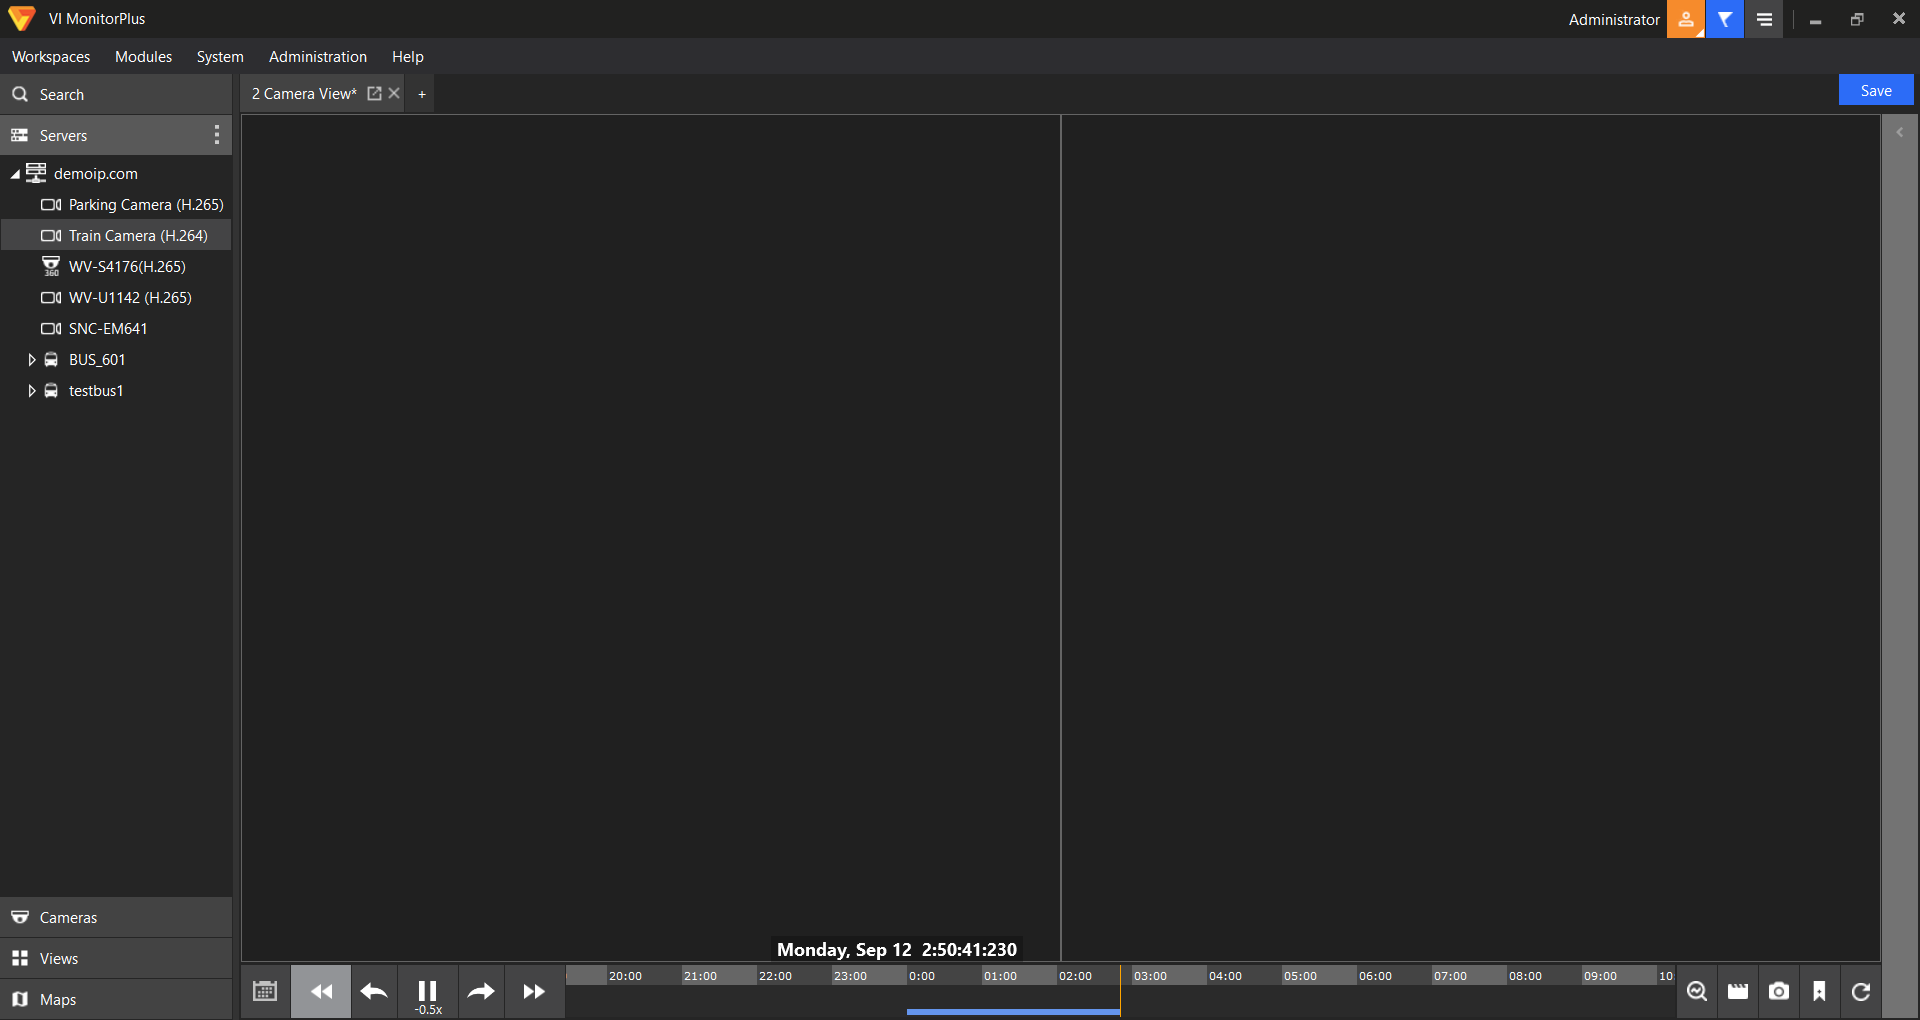 VI MonitorPlus
Administrator
Workspaces Modules System Administration Help
Search
2 Camera View* +
Save
Servers
demoip.com
Parking Camera (H.265)
Train Camera (H.264)
360 WV-S4176(H.265)
WV-U1142 (H.265)
SNC-EM641
BUS_601
testbus1
Cameras
Views
Maps
Monday, Sep 12 2:50:41:230
20:00 21:00 22:00 23:00 0:00 01:00 02:00 03:00 04:00 05:00 06:00 07:00 08:00 09:00 10
-0.5x